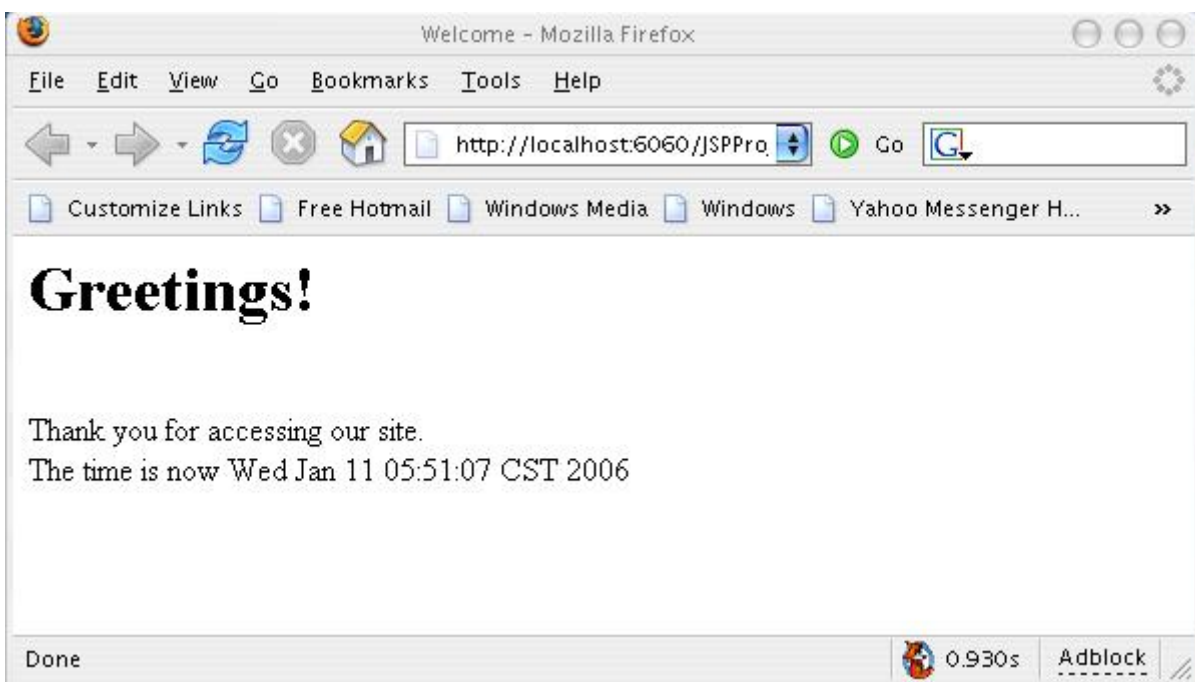 Welcome - Mozilla Firefox
File Edit View Go Bookmarks Tools Help
http://localhost:6060/JSPPro Go G
Customize Links Free Hotmail Windows Media Windows Yahoo Messenger H... »
Greetings!
Thank you for accessing our site.
The time is now Wed Jan 11 05:51:07 CST 2006
Done 0.930s Adblock